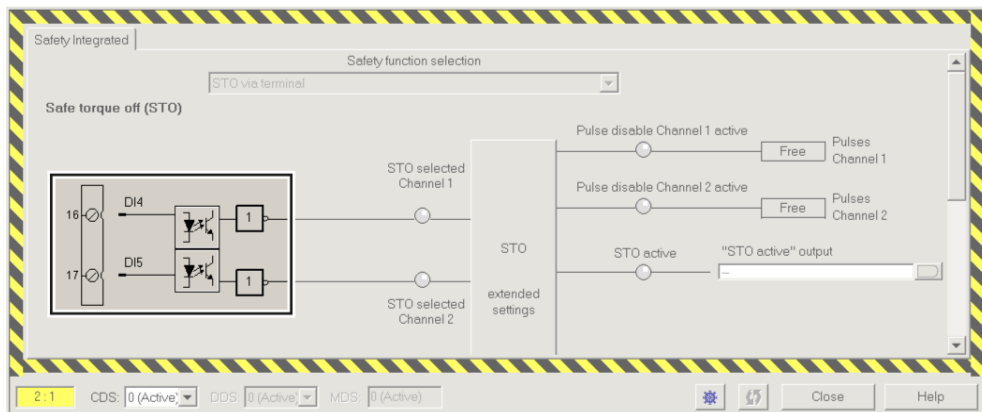 Safety Integrated
Safety function selection
STO via terminal
Safe torque off (STO)
Pulse disable Channel 1 active
Free
Pulses
Channel 1
STO selected
Channel 1
Pulse disable Channel 2 active
Free
Pulses
Channel 2
16
DI4
1
STO
STO active
"STO active" output
17
DI5
1
extended
settings
STO selected
Channel 2
2 : 1
CDS: 0 (Active)
DDS: 0 (Active)
MDS: 0 (Active)
Close
Help